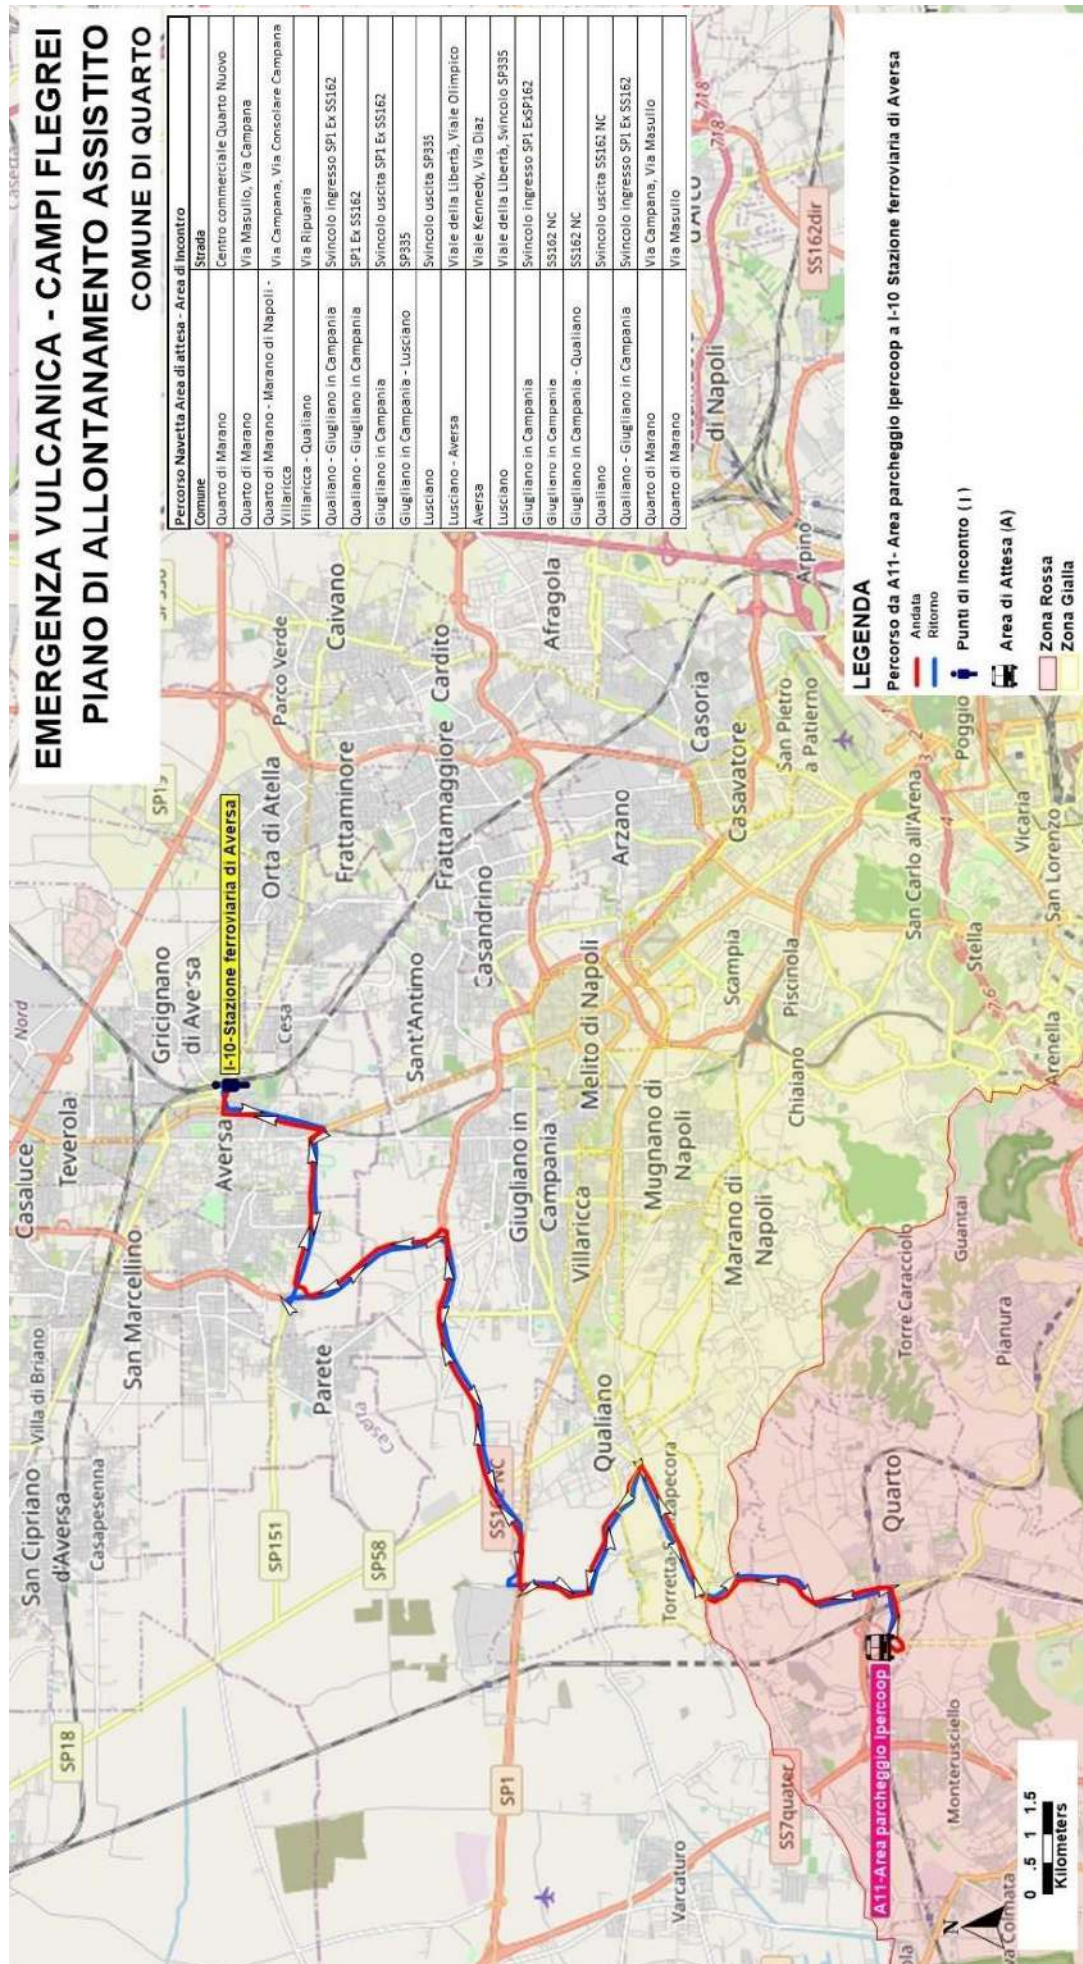 EMERGENZA VULCANICA - CAMPI FLEGREI
PIANO DI ALLONTANAMENTO ASSISTITO
COMUNE DI QUARTO
Percorso Navetta Area di attesa - Area di Incontro
Comune Strada
Quarto di Marano Centro commerciale Quarto Nuovo
Quarto di Marano Via Masullo, Via Campana
Quarto di Marano - Marano di Napoli - Via Campana, Via Consolare Campana
Villaricca
Villaricca - Qualiano Via Ripuaria
Qualiano - Giugliano in Campania Svincolo ingresso SP1 Ex SS162
Qualiano - Giugliano in Campania SP1 Ex SS162
Giugliano in Campania Svincolo uscita SP1 Ex SS162
Giugliano in Campania - Lusciano SP335
Lusciano Svincolo uscita SP335
Lusciano - Aversa Viale della Libertà, Viale Olimpico
Aversa Viale Kennedy, Via Diaz
Lusciano Viale della Libertà, Svincolo SP335
Giugliano in Campania Svincolo ingresso SP1 ExSP162
Giugliano in Campania SS162 NC
Giugliano in Campania - Qualiano SS162 NC
Qualiano Svincolo uscita SS162 NC
Qualiano - Giugliano in Campania Svincolo ingresso SP1 Ex SS162
Quarto di Marano Via Campana, Via Masullo
Quarto di Marano Via Masullo
Caserta
Nord
Casaluce
Teverola
Gricignano
di Aversa
SP19
San Cipriano
d'Aversa
Villa di Briano
Casapesenna
San Marcellino
Aversa
I-10-Stazione ferroviaria di Aversa
Cesa
Orta di Atella
Parco Verde
Caivano
SP18
SP151
Parete
Caserta
SP58
Sant'Antimo
Frattaminore
Frattamaggiore
Cardito
Casandrino
Afragola
SP1
Qualiano
Giugliano in
Campania
Villaricca
Melito di Napoli
Arzano
Casoria
Casavatore
Arpino
di Napoli
718
718
SS162dir
Mugnano di
Napoli
Marano di
Napoli
Scampia
Piscinola
Chiaiano
San Pietro
a Patierno
Varcaturo
SS7quater
Quarto
Torre Caracciolo
Guantai
Pianura
San Carlo all'Arena
Stella
Arenella
Vicaria
San Lorenzo
Poggio
A11-Area parcheggio Ipercoop
Monterusciello
N
0 .5 1 1.5
Kilometers
LEGENDA
Percorso da A11- Area parcheggio Ipercoop a I-10 Stazione ferroviaria di Aversa
Andata
Ritorno
Punti di Incontro ( I )
Area di Attesa (A)
Zona Rossa
Zona Gialla